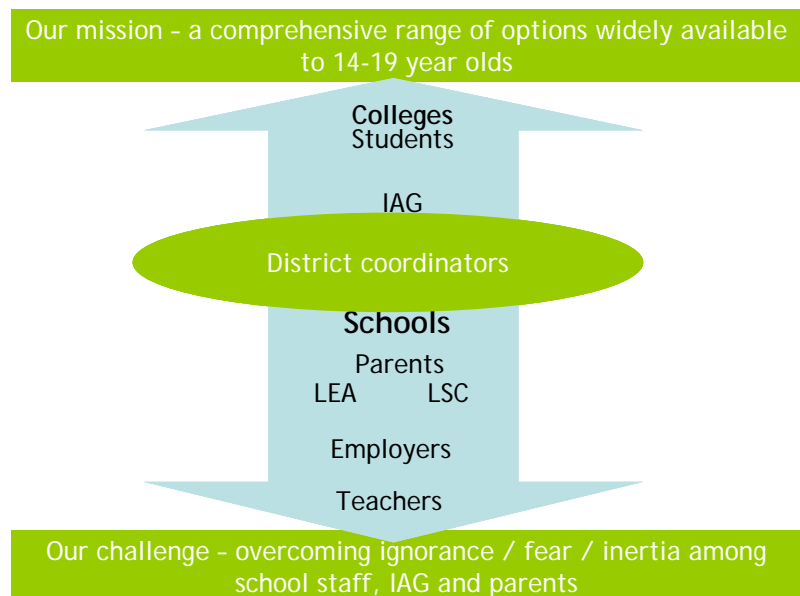 Our mission – a comprehensive range of options widely available
to 14-19 year olds
Colleges
Students
IAG
District coordinators
Schools
Parents
LEA LSC
Employers
Teachers
Our challenge – overcoming ignorance / fear / inertia among
school staff, IAG and parents